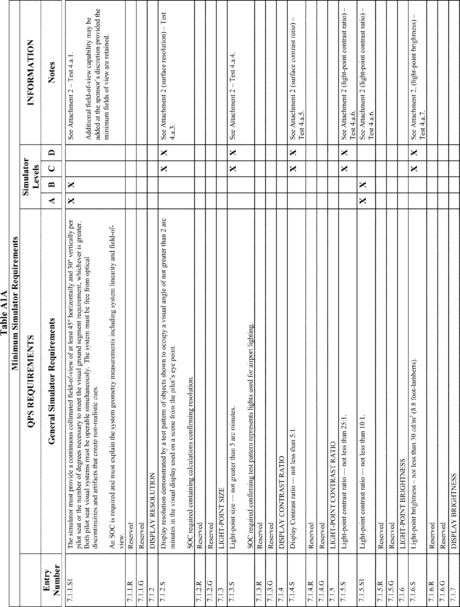 Table A1A
Minimum Simulator Requirements
QPS REQUIREMENTS
Simulator Levels
INFORMATION
Entry Number
General Simulator Requirements
A B C D
Notes
7.1.1.S1
The simulator must provide a continuous collimated field-of-view of at least 45° horizontally and 30° vertically per
pilot seat or the number of degrees necessary to meet the visual ground segment requirement, whichever is greater.
Both pilot seat visual systems must be operable simultaneously. The system must be free from optical
discontinuities and artifacts that create non-realistic cues.
An SOC is required and must explain the system geometry measurements including system linearity and field-of-
view.
X X
See Attachment 2 – Test 4.a.1.
Additional field-of-view capability may be
added at the sponsor's discretion provided the
minimum fields of view are retained.
7.1.1.R Reserved
7.1.1.G Reserved
7.1.2 DISPLAY RESOLUTION
7.1.2.S
Display resolution demonstrated by a test pattern of objects shown to occupy a visual angle of not greater than 2 arc
minutes in the visual display used on a scene from the pilot's eye point.
SOC required containing calculations confirming resolution.
X X
See Attachment 2 (surface resolution) – Test
4.a.3.
7.1.2.R Reserved
7.1.2.G Reserved
7.1.3 LIGHT-POINT SIZE
7.1.3.S
Light-point size — not greater than 5 arc minutes.
SOC required confirming test pattern represents lights used for airport lighting.
X X
See Attachment 2 – Test 4.a.4.
7.1.3.R Reserved
7.1.3.G Reserved
7.1.4 DISPLAY CONTRAST RATIO
7.1.4.S Display Contrast ratio — not less than 5:1.
X X
See Attachment 2 (surface contrast ratio) –
Test 4.a.5.
7.1.4.R Reserved
7.1.4.G Reserved
7.1.5 LIGHT-POINT CONTRAST RATIO
7.1.5.S Light-point contrast ratio — not less than 25:1.
X X
See Attachment 2 (light-point contrast ratio) –
Test 4.a.6.
7.1.5.S1 Light-point contrast ratio — not less than 10:1.
X X
See Attachment 2 (light-point contrast ratio) –
Test 4.a.6.
7.1.5.R Reserved
7.1.5.G Reserved
7.1.6 LIGHT-POINT BRIGHTNESS
7.1.6.S Light-point brightness – not less than 30 cd/m² (8.8 foot-lamberts).
X X
See Attachment 2, (light-point brightness) –
Test 4.a.7.
7.1.6.R Reserved
7.1.6.G Reserved
7.1.7 DISPLAY BRIGHTNESS